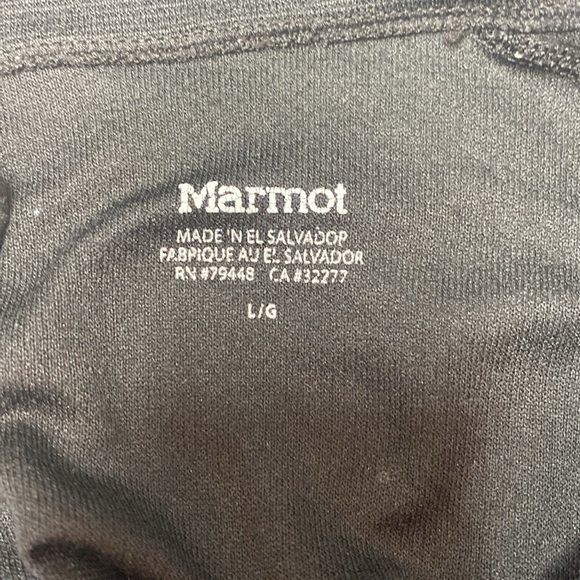 Marmot
MADE IN EL SALVADOR
FABRIQUE AU EL SALVADOR
RN #79448 CA #32277
L/G